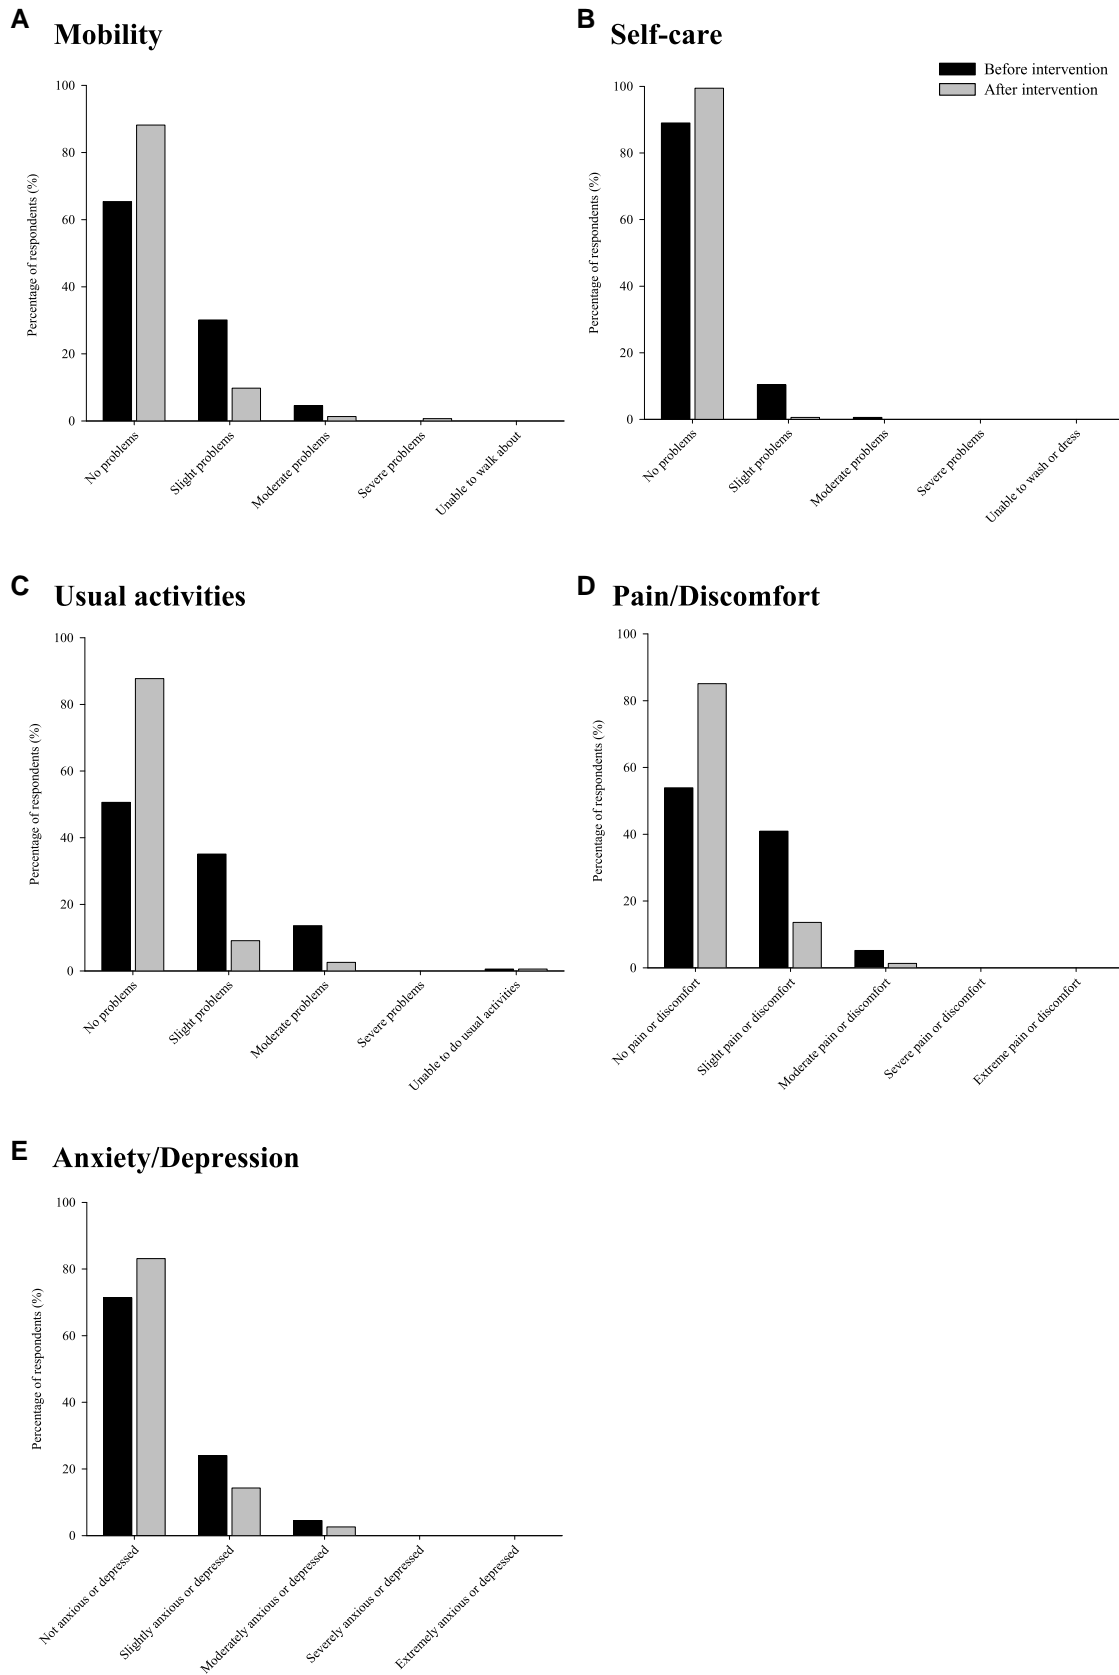 A Mobility
Percentage of respondents (%)
100
80
60
40
20
0
No problems
Slight problems
Moderate problems
Severe problems
Unable to walk about
B Self-care
Before intervention
After intervention
Percentage of respondents (%)
100
80
60
40
20
0
No problems
Slight problems
Moderate problems
Severe problems
Unable to wash or dress
C Usual activities
Percentage of respondents (%)
100
80
60
40
20
0
No problems
Slight problems
Moderate problems
Severe problems
Unable to do usual activities
D Pain/Discomfort
Percentage of respondents (%)
100
80
60
40
20
0
No pain or discomfort
Slight pain or discomfort
Moderate pain or discomfort
Severe pain or discomfort
Extreme pain or discomfort
E Anxiety/Depression
Percentage of respondents (%)
100
80
60
40
20
0
Not anxious or depressed
Slightly anxious or depressed
Moderately anxious or depressed
Severely anxious or depressed
Extremely anxious or depressed